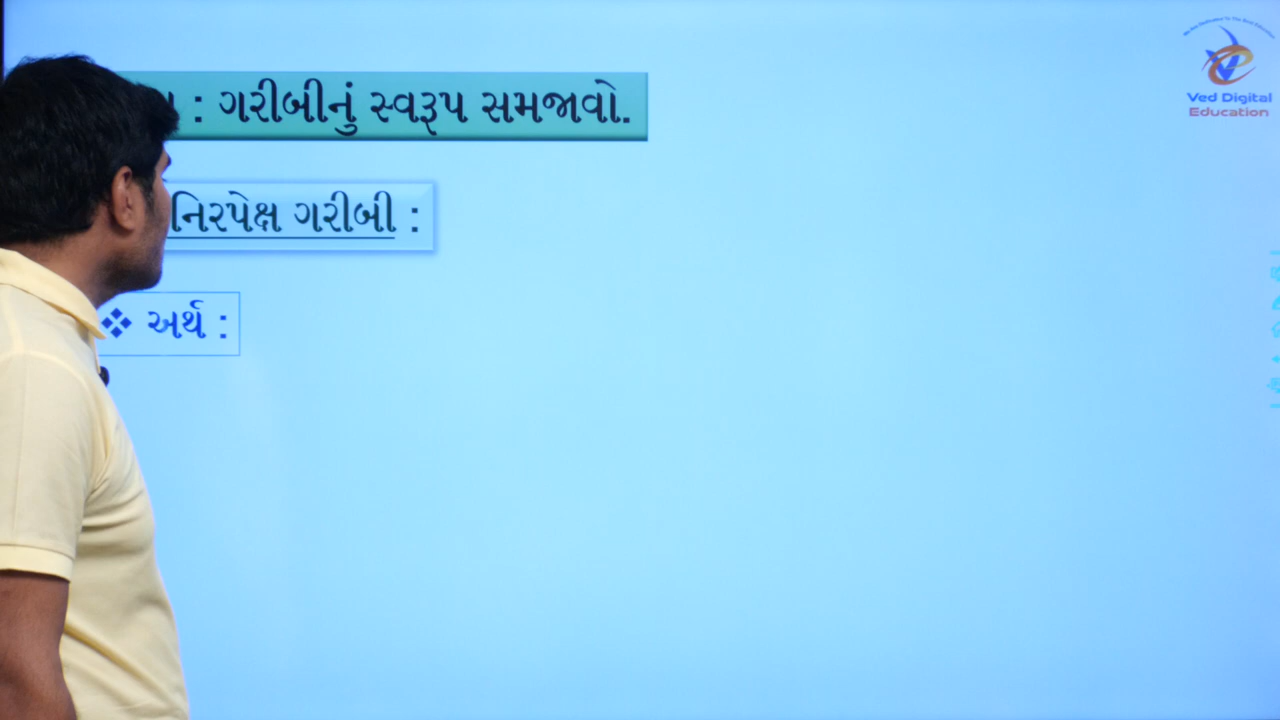 : ગરીબીનું સ્વરૂપ સમજાવો.
નિરપેક્ષ ગરીબી :
❖ અર્થ :
Ved Digital
Education